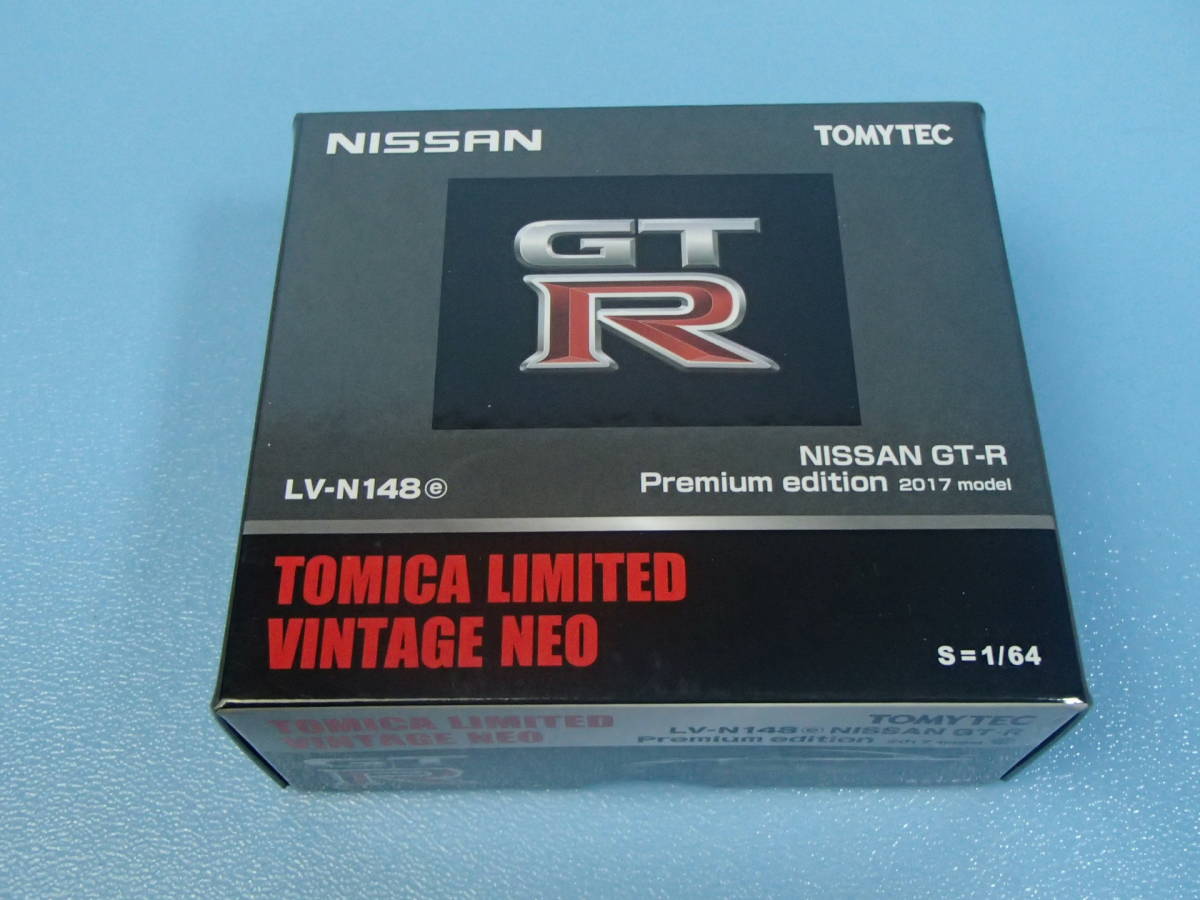 NISSAN
TOMYTEC
GT
R
NISSAN GT-R
LV-N148ⓔ
Premium edition 2017 model
TOMICA LIMITED
VINTAGE NEO
S=1/64
TOMICA LIMITED
VINTAGE NEO
TOMYTEC
LV-N148ⓔ NISSAN GT-R
Premium edition
GT
R